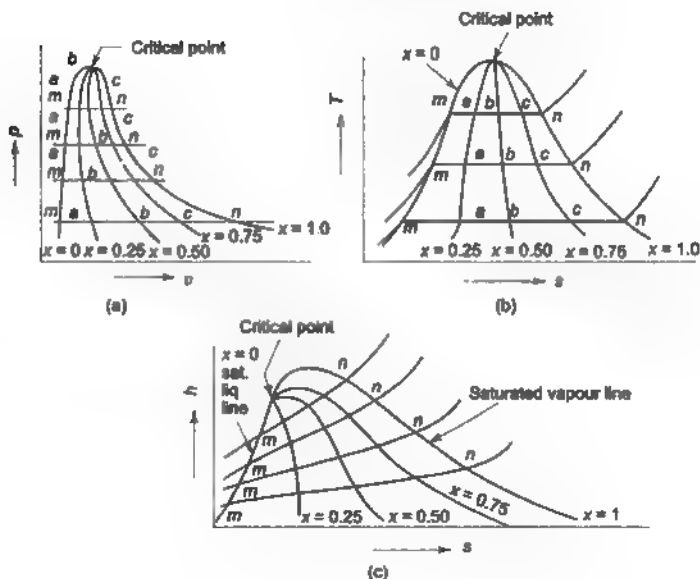 Critical point
b
a
c
m
n
a
c
m
b
n
a
c
m
b
n
m
a
b
c
n
p
x = 0
x = 0.25
x = 0.50
x = 0.75
x = 1.0
v
(a)
Critical point
x = 0
T
m
a
b
c
n
m
a
b
c
n
m
a
b
c
n
x = 0.25
x = 0.50
x = 0.75
x = 1.0
s
(b)
Critical point
x = 0
sat.
liq
line
h
n
n
n
n
Saturated vapour line
m
m
m
m
x = 0.25
x = 0.50
x = 0.75
x = 1
s
(c)